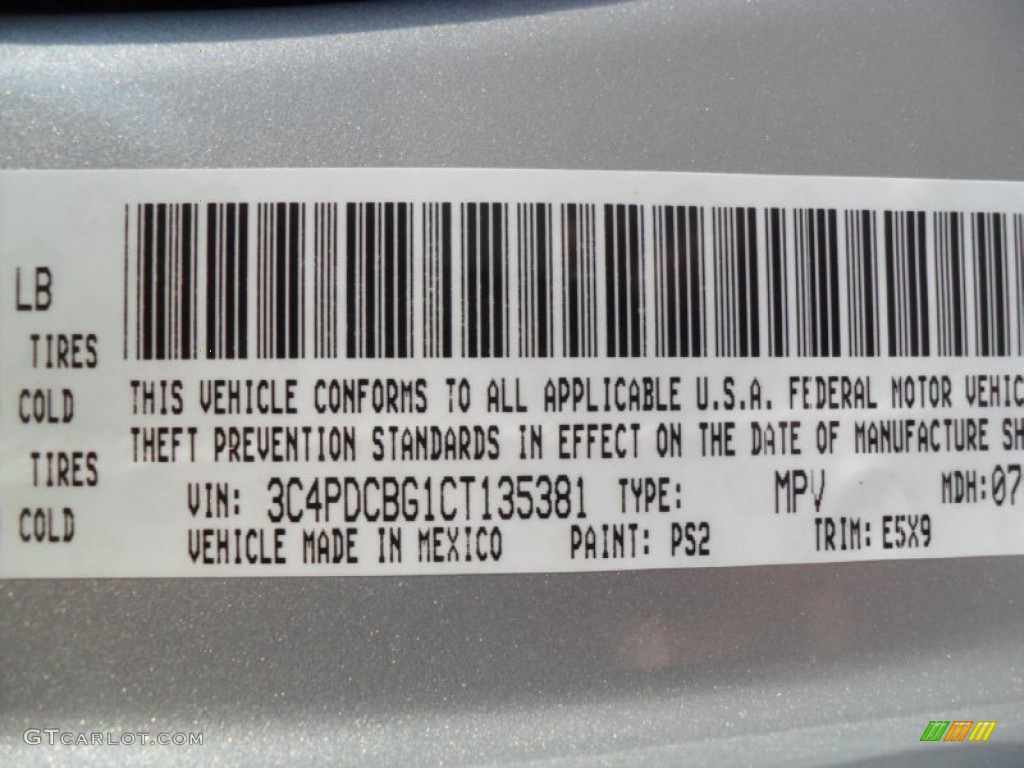 LB
TIRES
COLD
TIRES
COLD
THIS VEHICLE CONFORMS TO ALL APPLICABLE U.S.A. FEDERAL MOTOR VEHIC
THEFT PREVENTION STANDARDS IN EFFECT ON THE DATE OF MANUFACTURE SH
VIN: 3C4PDCBG1CT135381 TYPE: MPV MDH:07
VEHICLE MADE IN MEXICO PAINT: PS2 TRIM: E5X9
GTCARLOT.COM